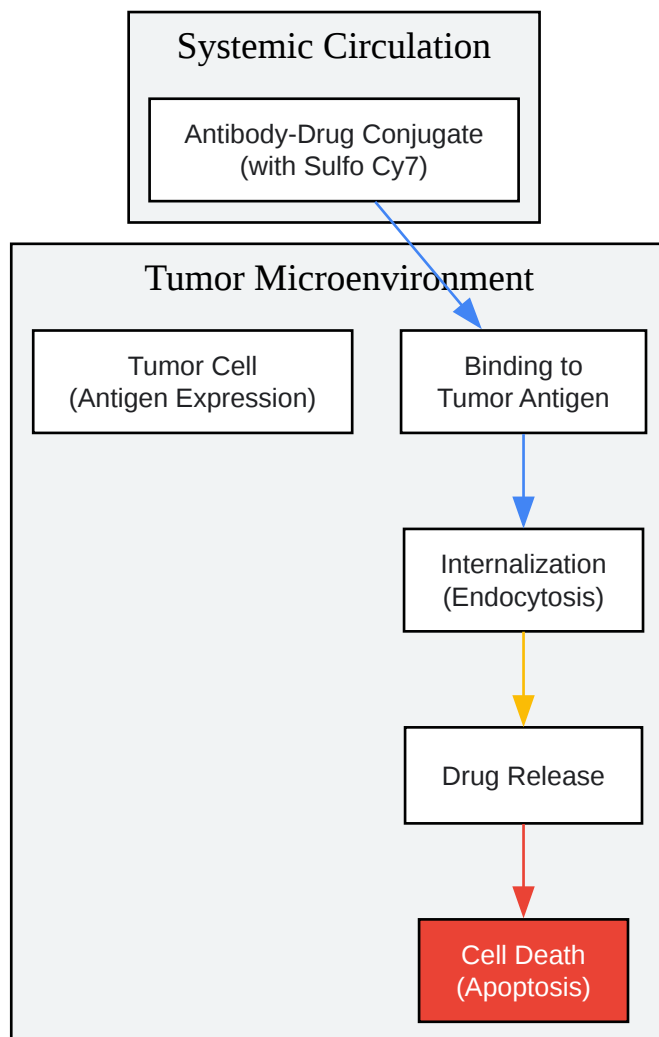 Systemic Circulation
Antibody-Drug Conjugate
(with Sulfo Cy7)
Tumor Microenvironment
Tumor Cell
(Antigen Expression)
Binding to
Tumor Antigen
Internalization
(Endocytosis)
Drug Release
Cell Death
(Apoptosis)